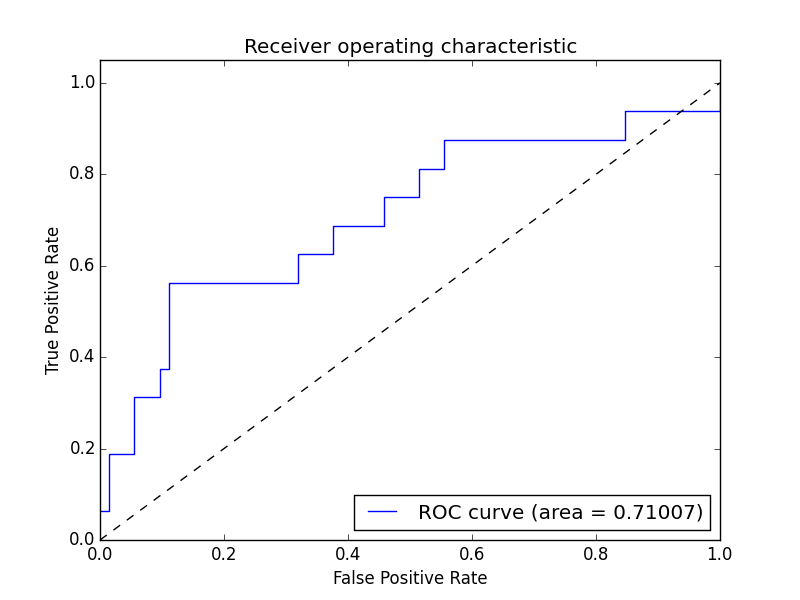 Receiver operating characteristic
1.0
0.8
0.6
0.4
0.2
0.0
True Positive Rate
ROC curve (area = 0.71007)
0.0 0.2 0.4 0.6 0.8 1.0
False Positive Rate